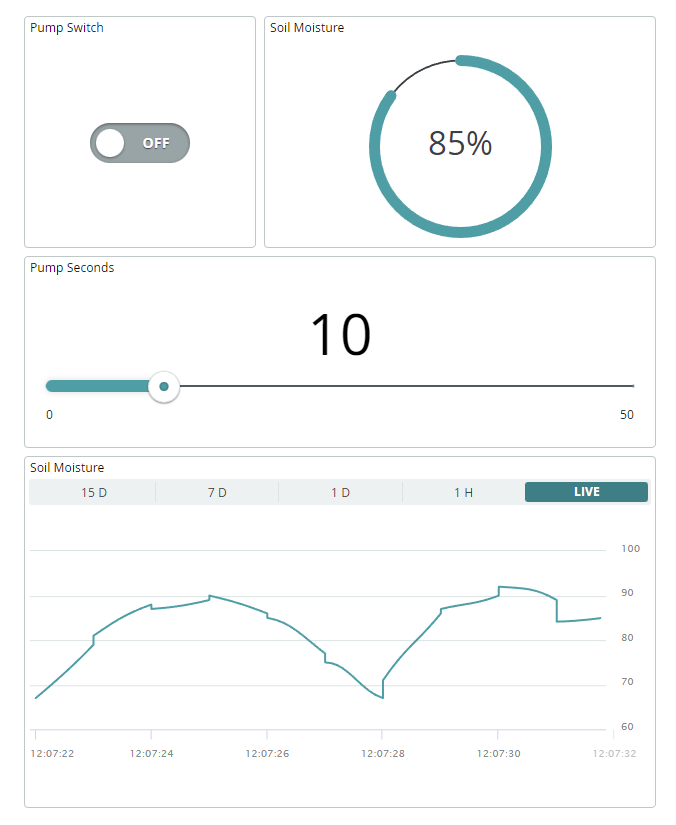 Pump Switch
OFF
Soil Moisture
85%
Pump Seconds
10
0 50
Soil Moisture
15 D 7 D 1 D 1 H LIVE
100
90
80
70
60
12:07:22 12:07:24 12:07:26 12:07:28 12:07:30 12:07:32